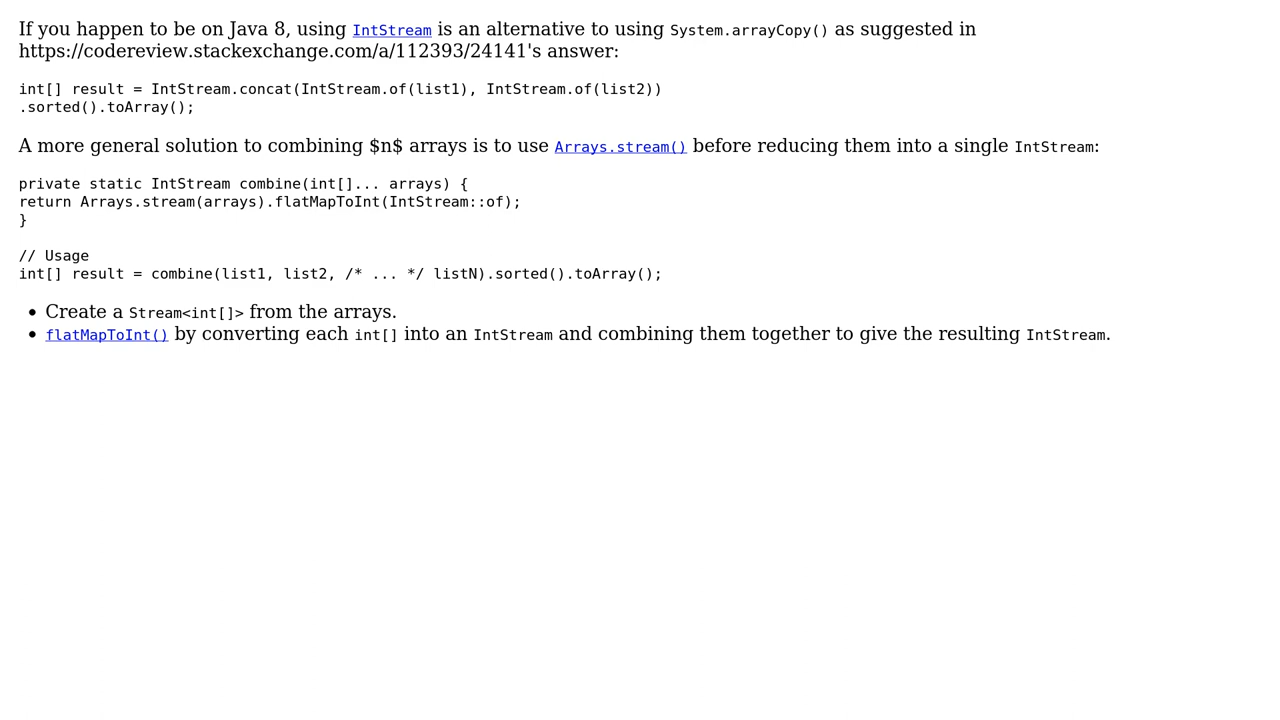 If you happen to be on Java 8, using IntStream is an alternative to using System.arrayCopy() as suggested in
https://codereview.stackexchange.com/a/112393/24141's answer:
int[] result = IntStream.concat(IntStream.of(list1), IntStream.of(list2))
.sorted().toArray();
A more general solution to combining $n$ arrays is to use Arrays.stream() before reducing them into a single IntStream:
private static IntStream combine(int[]... arrays) {
return Arrays.stream(arrays).flatMapToInt(IntStream::of);
}
// Usage
int[] result = combine(list1, list2, /* ... */ listN).sorted().toArray();
• Create a Stream<int[]> from the arrays.
• flatMapToInt() by converting each int[] into an IntStream and combining them together to give the resulting IntStream.